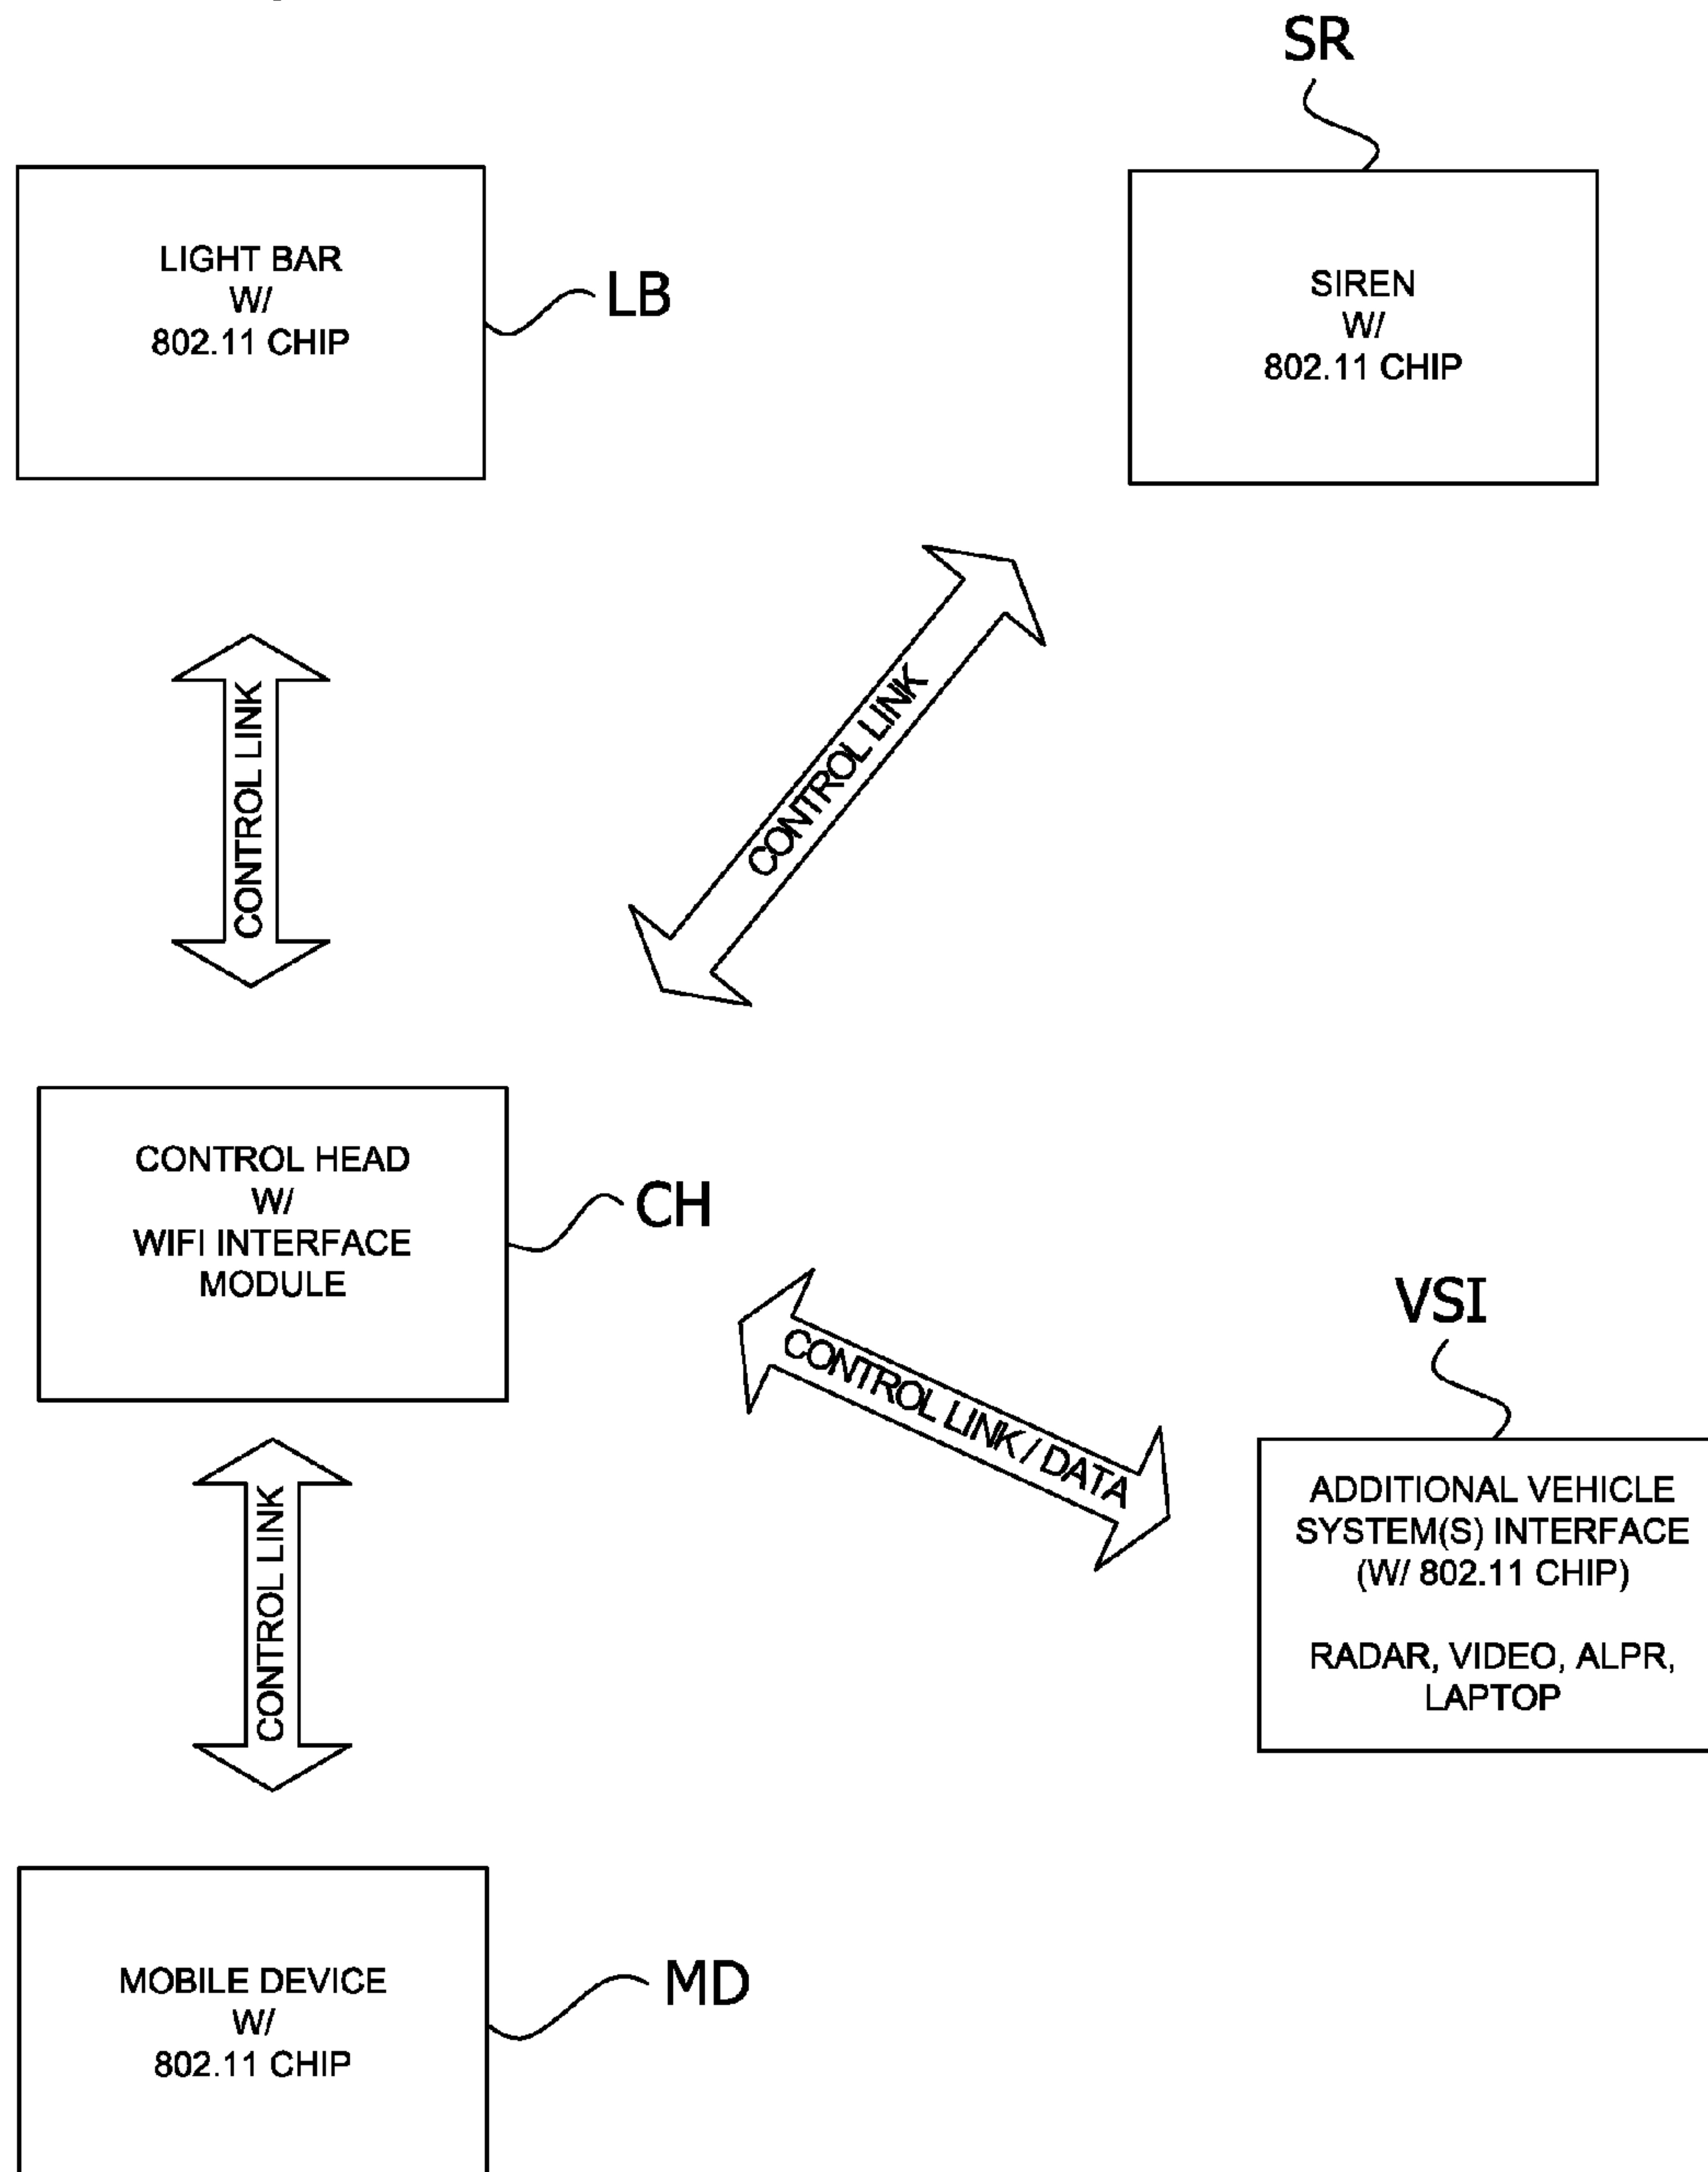 SR
LIGHT BAR
W/
802.11 CHIP
LB
SIREN
W/
802.11 CHIP
CONTROL LINK
CONTROL LINK
CONTROL HEAD
W/
WIFI INTERFACE
MODULE
CH
CONTROL LINK / DATA
VSI
ADDITIONAL VEHICLE
SYSTEM(S) INTERFACE
(W/ 802.11 CHIP)
RADAR, VIDEO, ALPR,
LAPTOP
CONTROL LINK
MOBILE DEVICE
W/
802.11 CHIP
MD